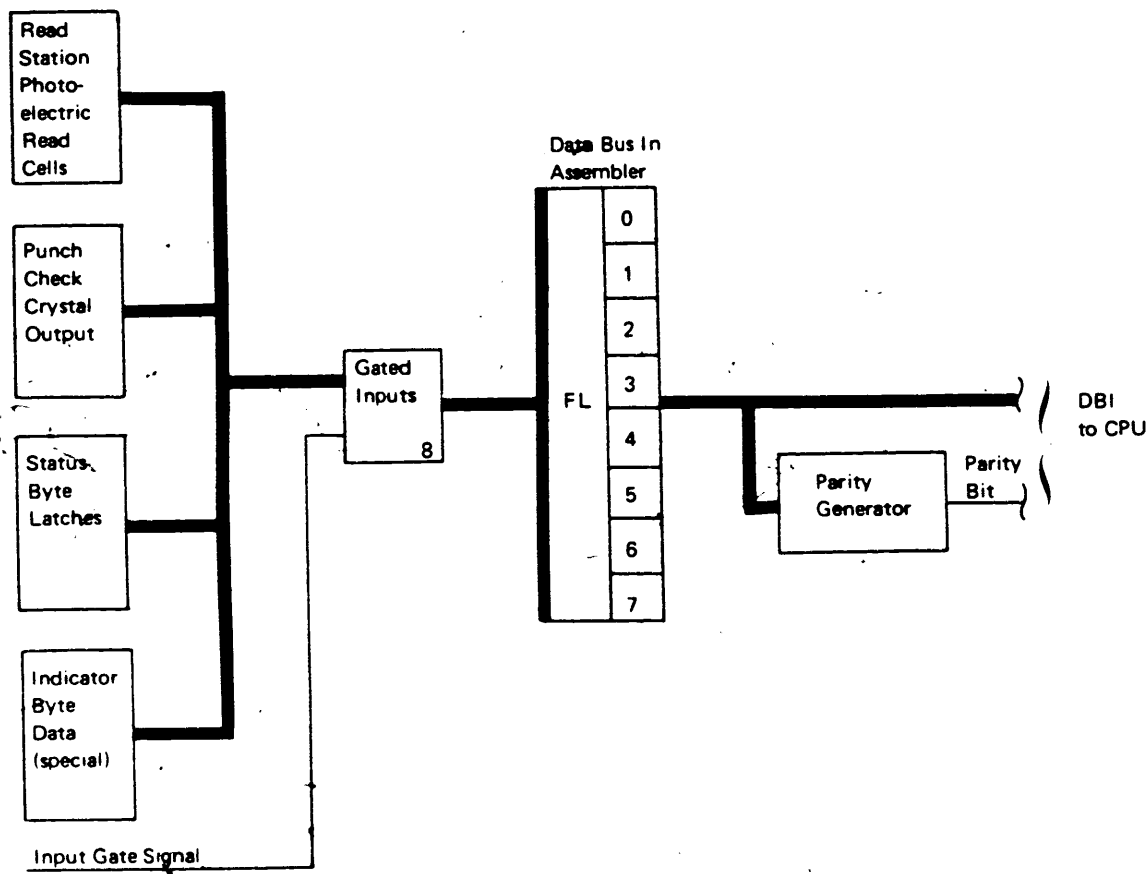 Read
Station
Photo-
electric
Read
Cells
Punch
Check
Crystal
Output
Status
Byte
Latches
Indicator
Byte
Data
(special)
Input Gate Signal
Gated
Inputs
8
Data Bus In
Assembler
FL
0
1
2
3
4
5
6
7
Parity
Generator
Parity
Bit
DBI
to CPU